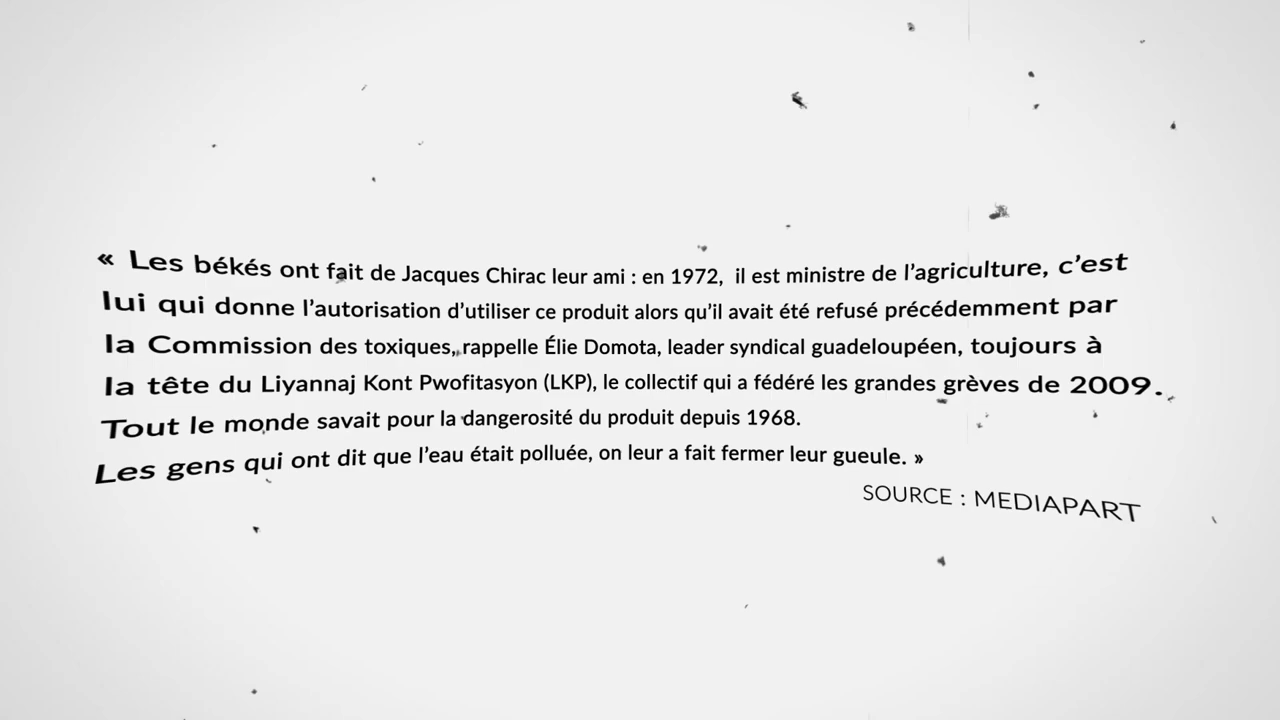 « Les békés ont fait de Jacques Chirac leur ami : en 1972, il est ministre de l'agriculture, c'est
lui qui donne l'autorisation d'utiliser ce produit alors qu'il avait été refusé précédemment par
la Commission des toxiques, rappelle Élie Domota, leader syndical guadeloupéen, toujours à
la tête du Liyannaj Kont Pwofitasyon (LKP), le collectif qui a fédéré les grandes grèves de 2009.
Tout le monde savait pour la dangerosité du produit depuis 1968.
Les gens qui ont dit que l'eau était polluée, on leur a fait fermer leur gueule. »
SOURCE : MEDIAPART